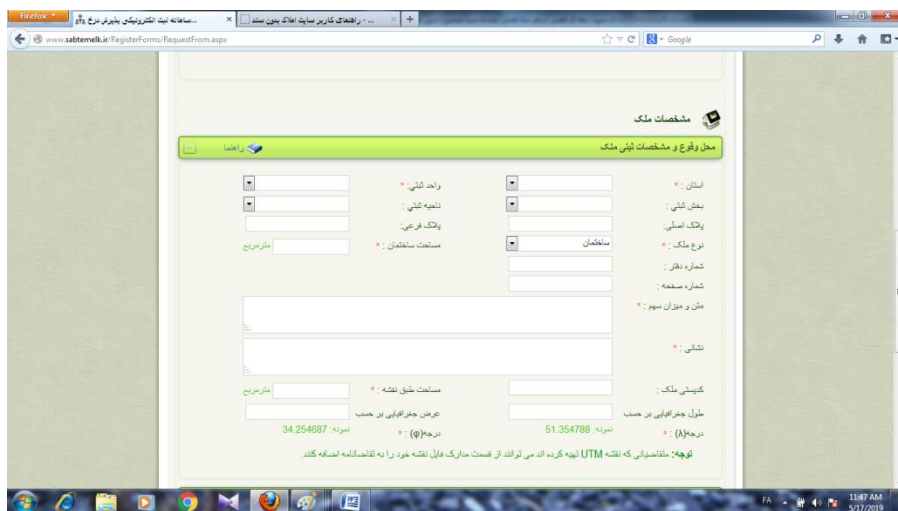 Firefox
سامانه ثبت الکترونیکی پذیرش درخ...
راهنمای کاربر سایت املاک بدون سند - ...
www.sabtemelk.ir/RegisterForms/RequestFrom.aspx
Google
مشخصات ملک
محل وقوع و مشخصات ثبتی ملک
راهنما
استان : *
واحد ثبتی: *
بخش ثبتی :
ناحیه ثبتی :
پلاک اصلی:
پلاک فرعی:
نوع ملک : *
ساختمان
مساحت ساختمان : *
مترمربع
شماره دفتر :
شماره صفحه :
متن و میزان سهم : *
نشانی : *
کدپستی ملک :
مساحت طبق نقشه : *
مترمربع
طول جغرافیایی بر حسب
درجه(λ) : *
نمونه: 51.354788
عرض جغرافیایی بر حسب
درجه(φ) : *
نمونه: 34.254687
توجه: متقاضیانی که نقشه UTM تهیه کرده اند می توانند از قسمت مدارک فایل نقشه خود را به تقاضانامه اضافه کنند.
FA
11:47 AM
5/17/2019